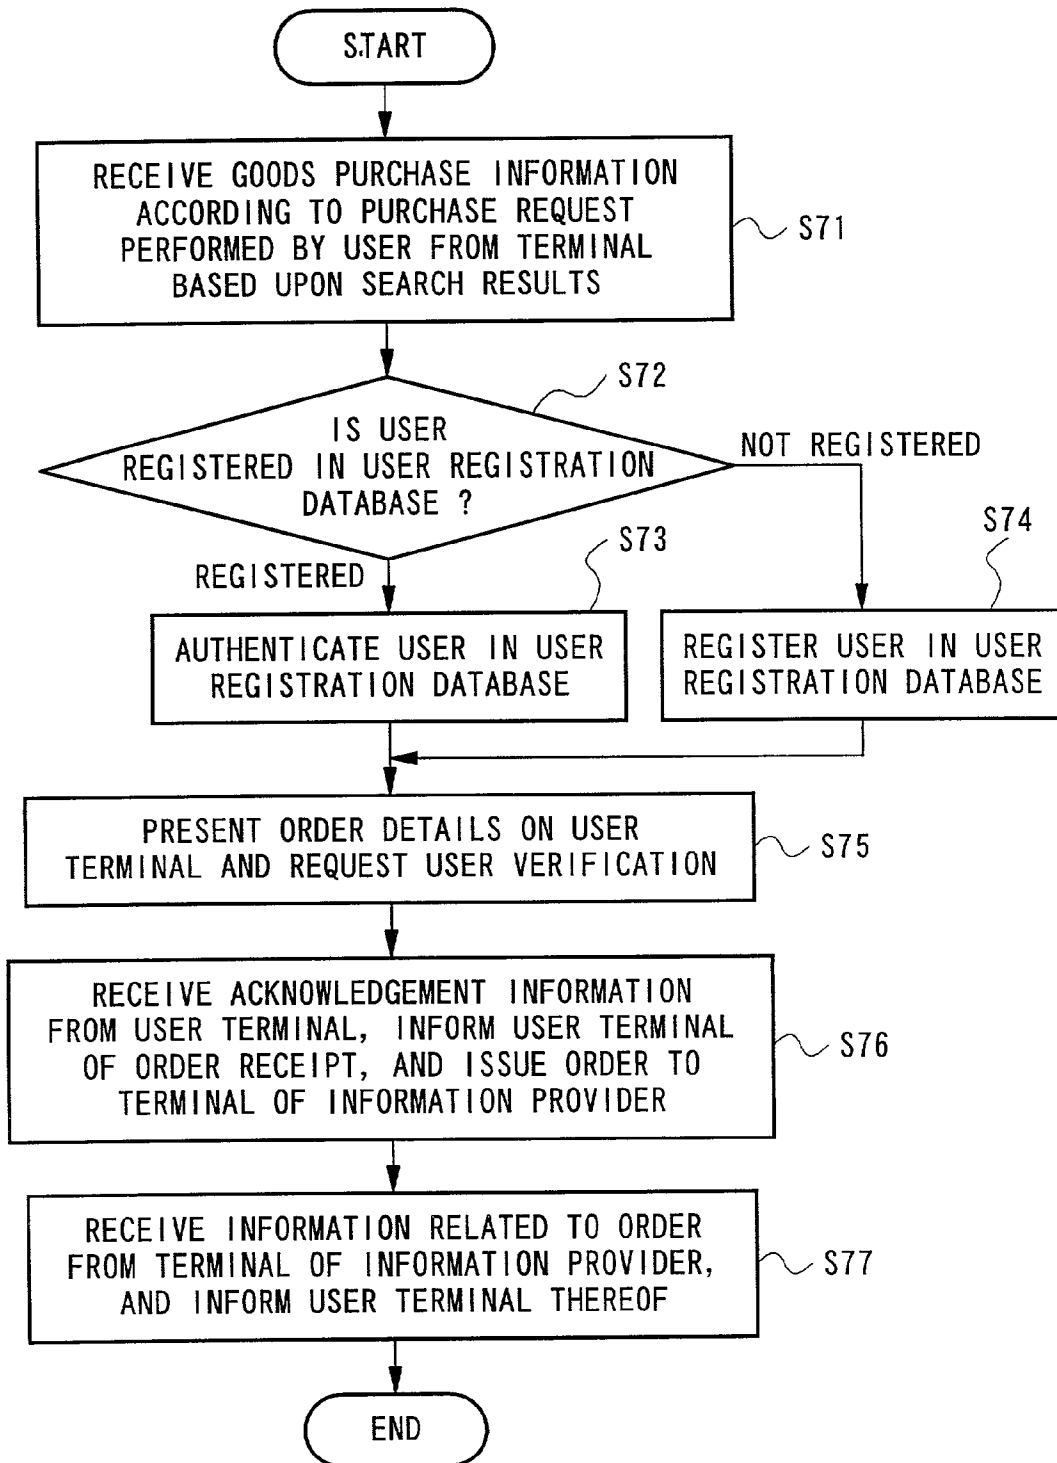 START
RECEIVE GOODS PURCHASE INFORMATION
ACCORDING TO PURCHASE REQUEST
PERFORMED BY USER FROM TERMINAL
BASED UPON SEARCH RESULTS
S71
S72
IS USER
REGISTERED IN USER REGISTRATION
DATABASE ?
NOT REGISTERED
REGISTERED
S73
S74
AUTHENTICATE USER IN USER
REGISTRATION DATABASE
REGISTER USER IN USER
REGISTRATION DATABASE
PRESENT ORDER DETAILS ON USER
TERMINAL AND REQUEST USER VERIFICATION
S75
RECEIVE ACKNOWLEDGEMENT INFORMATION
FROM USER TERMINAL, INFORM USER TERMINAL
OF ORDER RECEIPT, AND ISSUE ORDER TO
TERMINAL OF INFORMATION PROVIDER
S76
RECEIVE INFORMATION RELATED TO ORDER
FROM TERMINAL OF INFORMATION PROVIDER,
AND INFORM USER TERMINAL THEREOF
S77
END